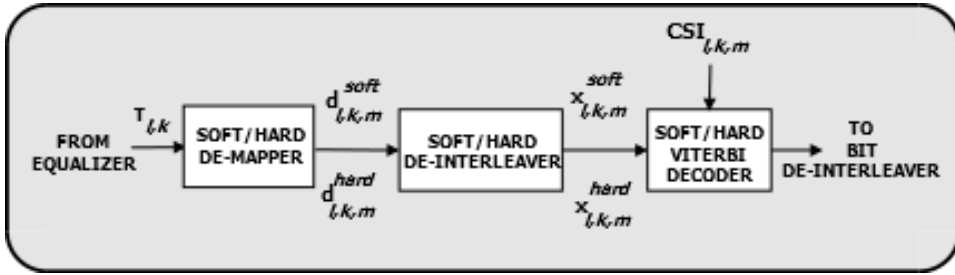 CSI l,k,m
d soft l,k,m
x soft l,k,m
T l,k
FROM
EQUALIZER
SOFT/HARD
DE-MAPPER
SOFT/HARD
DE-INTERLEAVER
SOFT/HARD
VITERBI
DECODER
TO
BIT
DE-INTERLEAVER
d hard l,k,m
x hard l,k,m